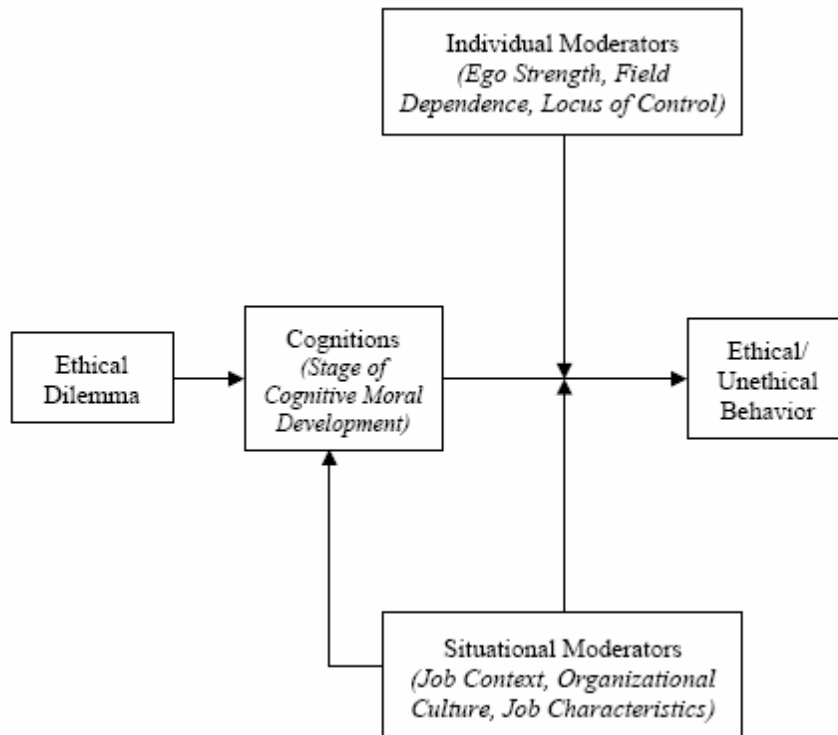 Individual Moderators
(Ego Strength, Field
Dependence, Locus of Control)
Ethical
Dilemma
Cognitions
(Stage of
Cognitive Moral
Development)
Ethical/
Unethical
Behavior
Situational Moderators
(Job Context, Organizational
Culture, Job Characteristics)